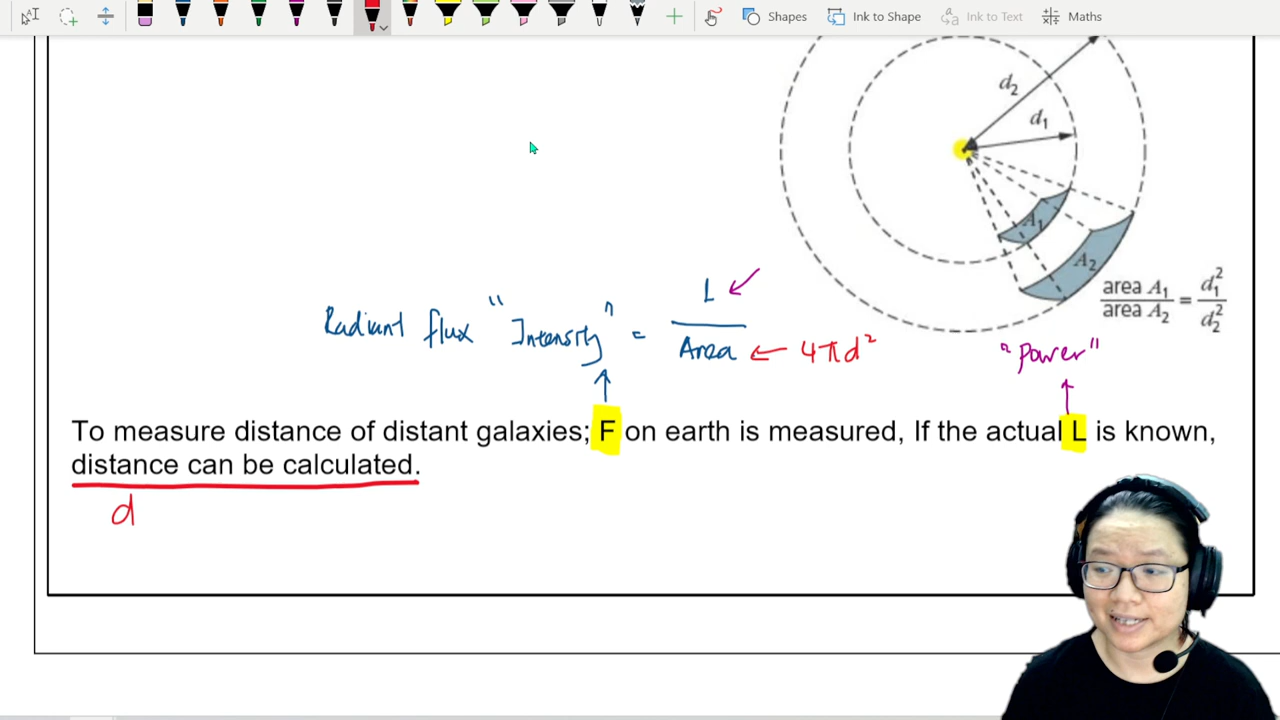 Shapes
Ink to Shape
Ink to Text
Maths
d₂
d₁
A₁
A₂
area A₁ / area A₂ = d₁² / d₂²
Radiant flux "Intensity" = L / Area ← 4πd²
"Power"
To measure distance of distant galaxies; F on earth is measured, If the actual L is known,
distance can be calculated.
d